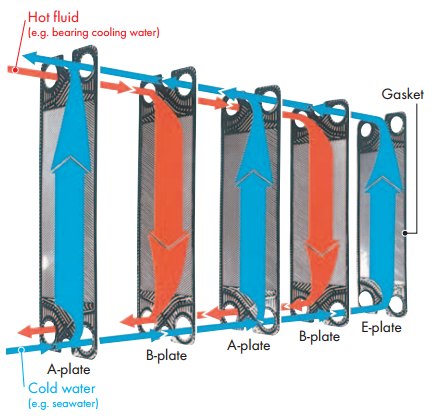 Hot fluid
(e.g. bearing cooling water)
Gasket
A-plate
B-plate
A-plate
B-plate
E-plate
Cold water
(e.g. seawater)